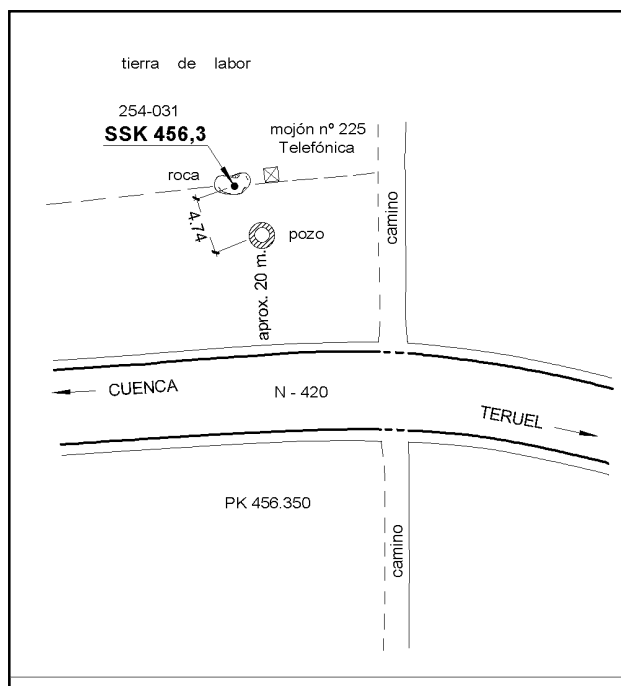 tierra de labor
254-031
SSK 456,3
mojón nº 225
Telefónica
roca
4.74
pozo
camino
aprox. 20 m.
CUENCA
N - 420
TERUEL
PK 456.350
camino